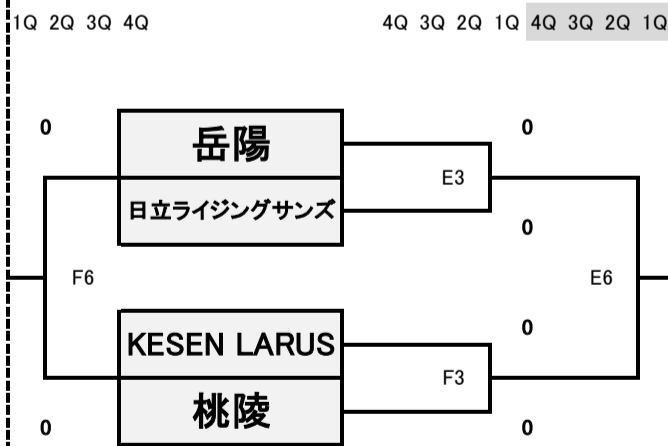 1Q 2Q 3Q 4Q 4Q 3Q 2Q 1Q 4Q 3Q 2Q 1Q
0 0
岳陽
E3
日立ライジングサンズ
0
F6 E6
0
KESEN LARUS
F3
桃陵
0 0